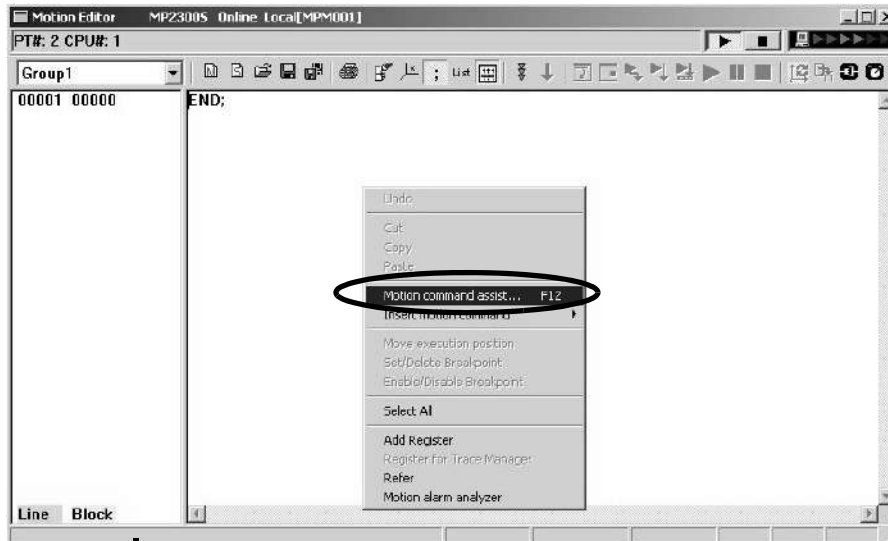 Motion Editor MP2300S Online Local[MPM001]
PT#: 2 CPU#: 1
Group1
List
00001 00000 END;
Undo
Cut
Copy
Paste
Motion command assist... F12
Insert motion command
Move execution position
Set/Delete Breakpoint
Enable/Disable Breakpoint
Select All
Add Register
Register for Trace Manager
Refer
Motion alarm analyzer
Line Block